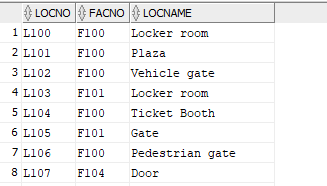 LOCNO FACNO LOCNAME
1 L100 F100 Locker room
2 L101 F100 Plaza
3 L102 F100 Vehicle gate
4 L103 F101 Locker room
5 L104 F100 Ticket Booth
6 L105 F101 Gate
7 L106 F100 Pedestrian gate
8 L107 F104 Door